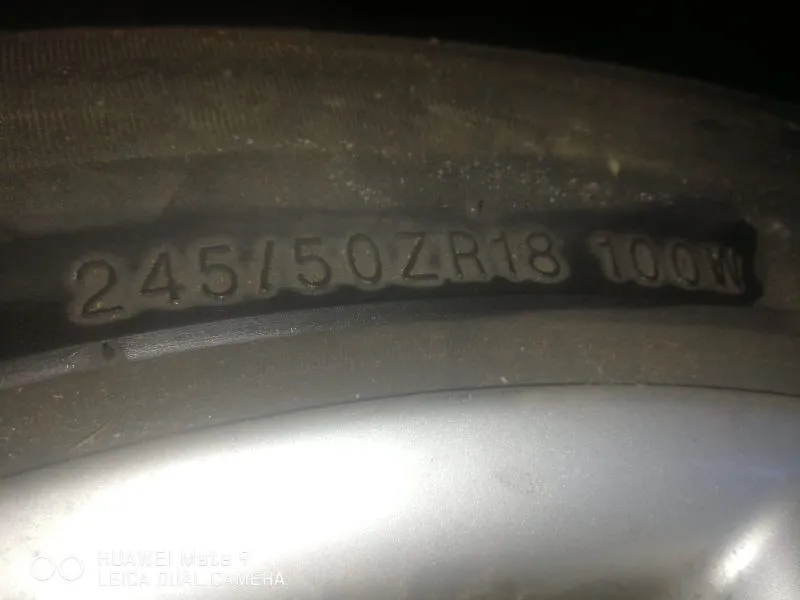 245/50ZR18 100W
HUAWEI Mate 9
LEICA DUAL CAMERA